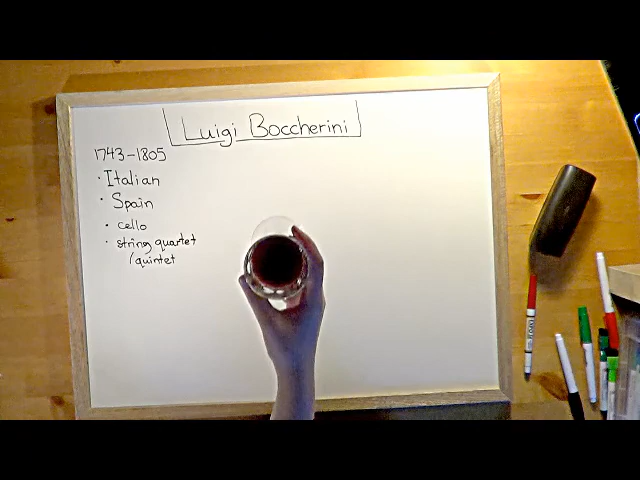 Luigi Boccherini
1743-1805
· Italian
· Spain
· cello
· string quartet
/quintet